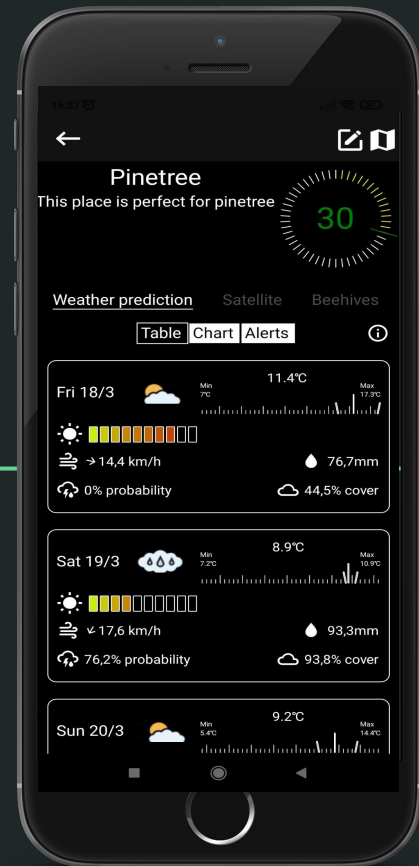 16:27
Pinetree
This place is perfect for pinetree
30
Weather prediction Satellite Beehives
Table Chart Alerts
Fri 18/3
Min
7°C
11.4°C
Max
17.3°C
14,4 km/h
76,7mm
0% probability
44,5% cover
Sat 19/3
Min
7.2°C
8.9°C
Max
10.9°C
17,6 km/h
93,3mm
76,2% probability
93,8% cover
Sun 20/3
Min
5.4°C
9.2°C
Max
14.4°C